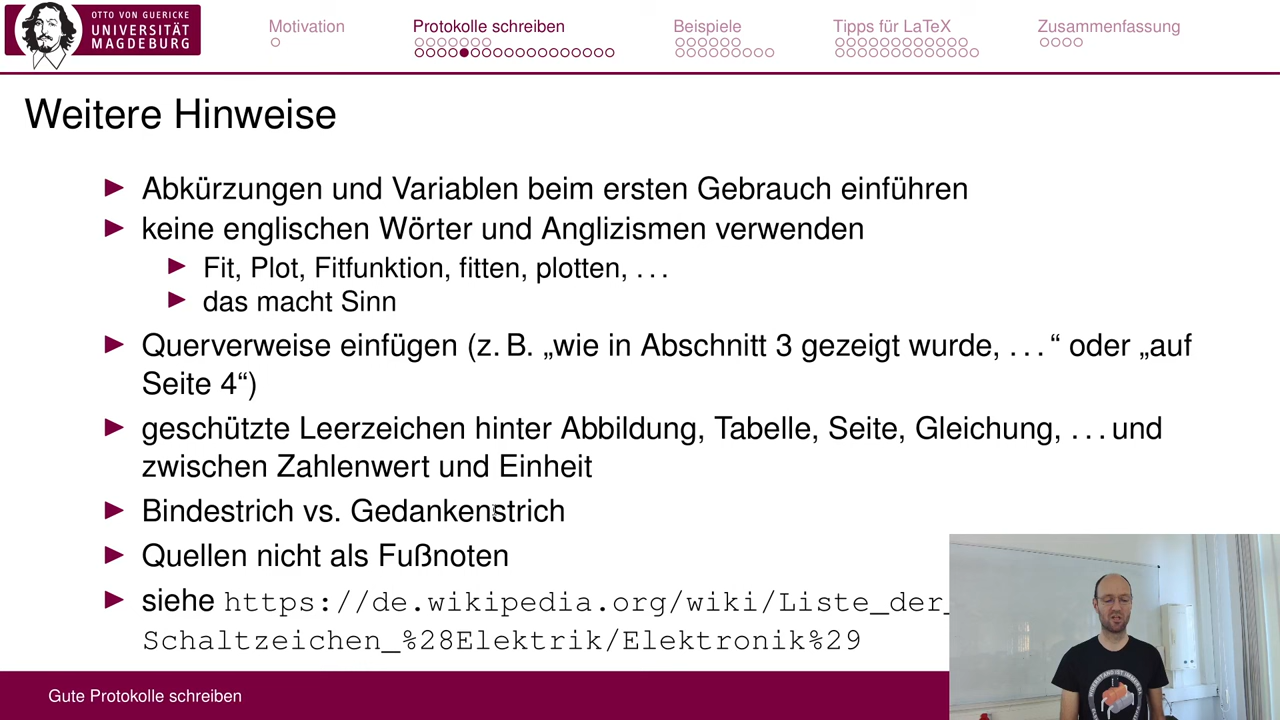 OTTO VON GUERICKE
UNIVERSITÄT
MAGDEBURG
Motivation
Protokolle schreiben
Beispiele
Tipps für LaTeX
Zusammenfassung
Weitere Hinweise
Abkürzungen und Variablen beim ersten Gebrauch einführen
keine englischen Wörter und Anglizismen verwenden
Fit, Plot, Fitfunktion, fitten, plotten, . . .
das macht Sinn
Querverweise einfügen (z. B. „wie in Abschnitt 3 gezeigt wurde, . . . “ oder „auf
Seite 4“)
geschützte Leerzeichen hinter Abbildung, Tabelle, Seite, Gleichung, . . . und
zwischen Zahlenwert und Einheit
Bindestrich vs. Gedankenstrich
Quellen nicht als Fußnoten
siehe https://de.wikipedia.org/wiki/Liste_der_
Schaltzeichen_%28Elektrik/Elektronik%29
Gute Protokolle schreiben